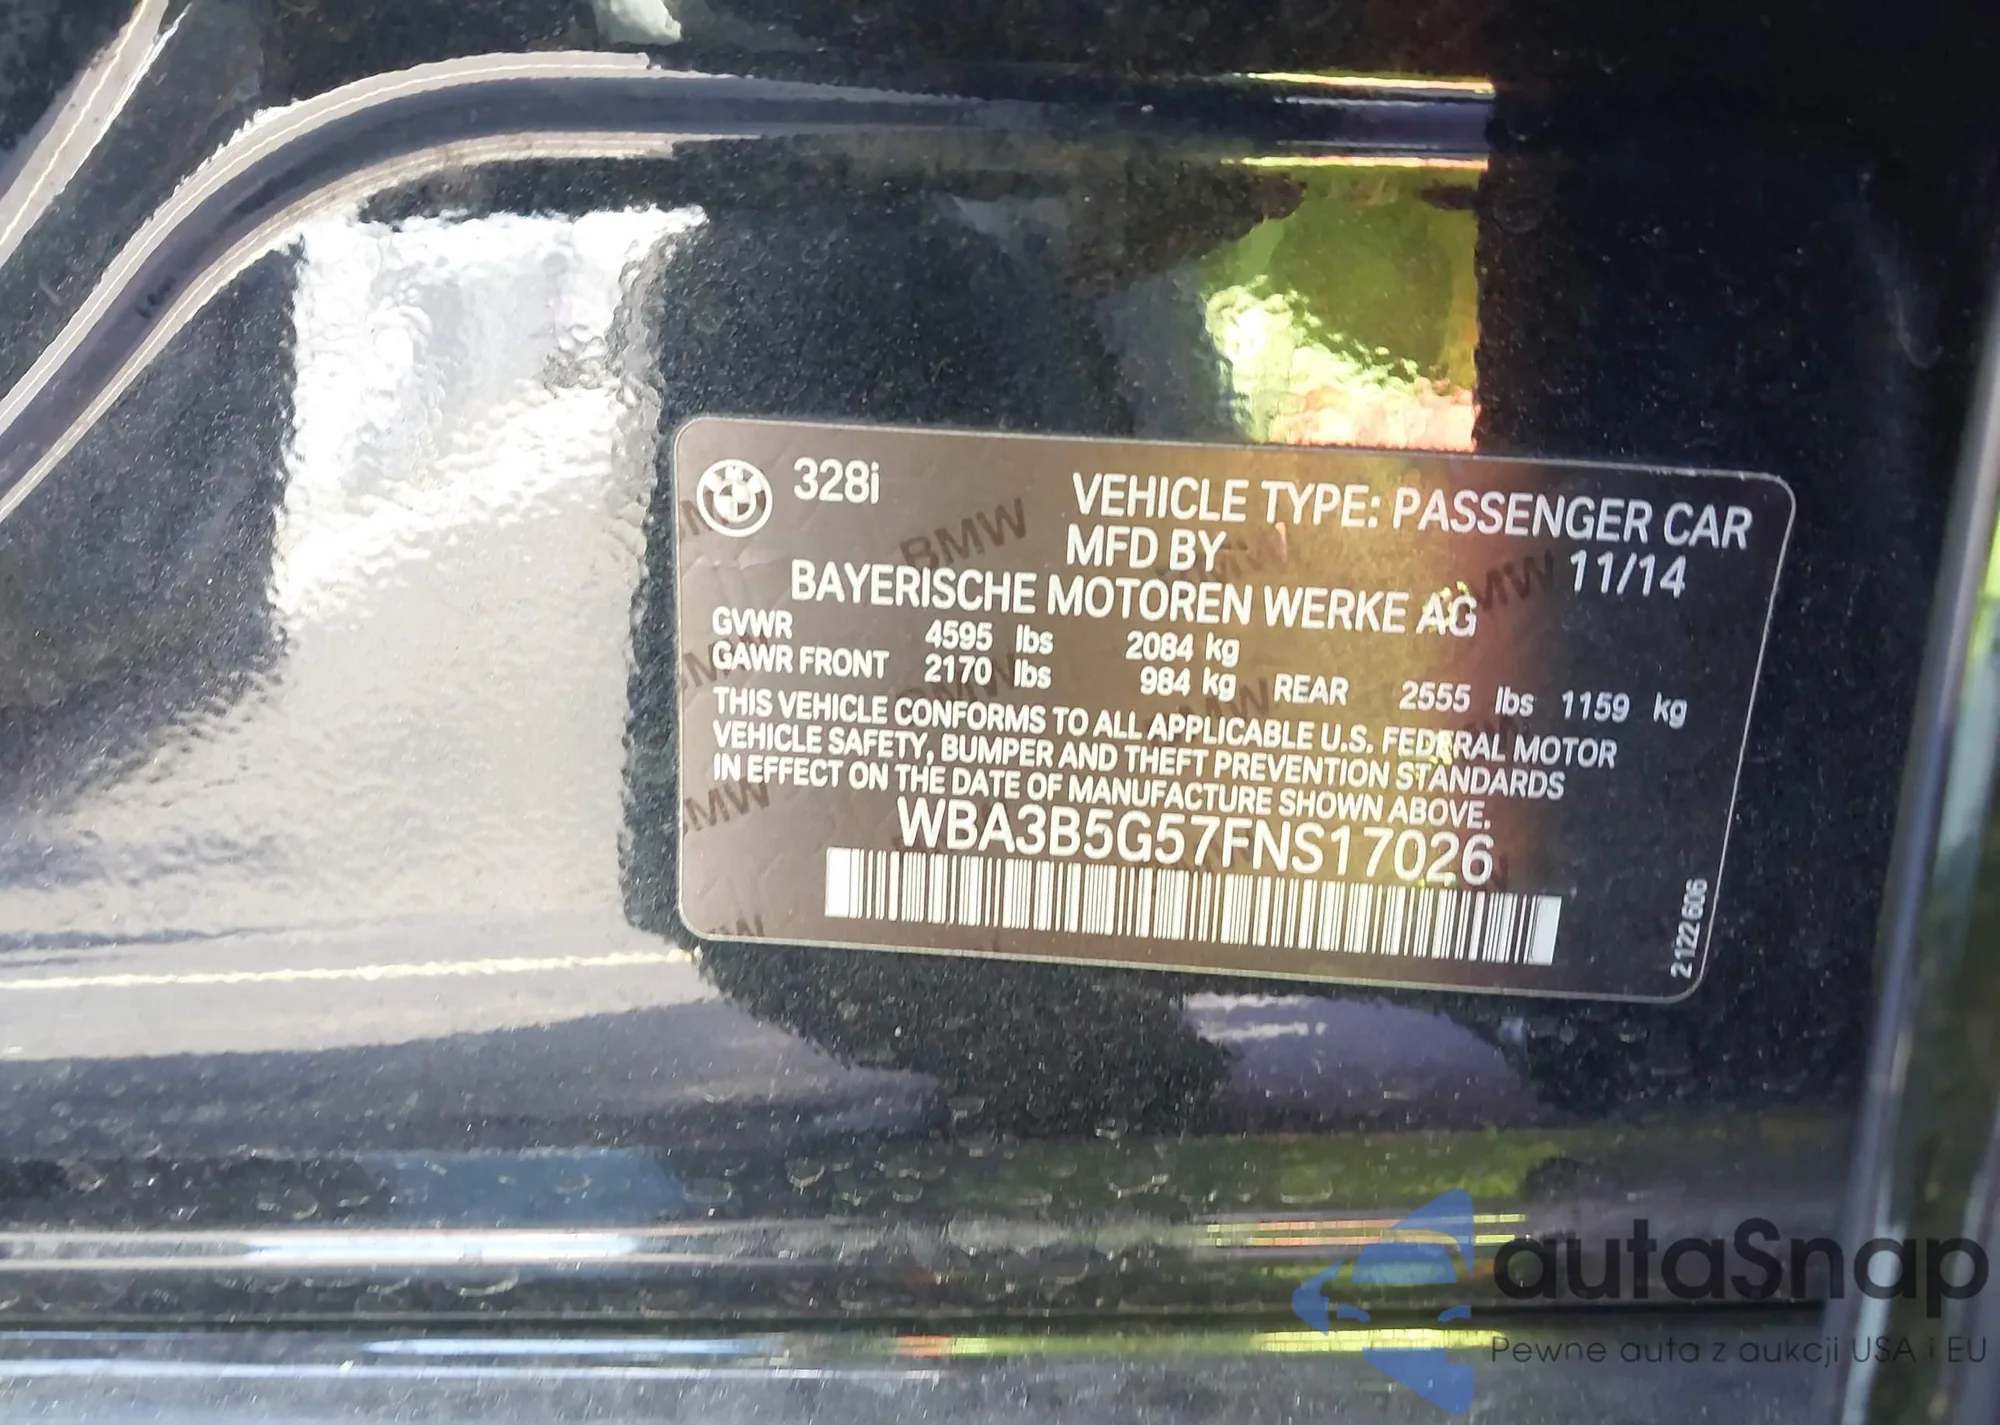 328i
VEHICLE TYPE: PASSENGER CAR
MFD BY 11/14
BAYERISCHE MOTOREN WERKE AG
GVWR 4595 lbs 2084 kg
GAWR FRONT 2170 lbs 984 kg REAR 2555 lbs 1159 kg
THIS VEHICLE CONFORMS TO ALL APPLICABLE U.S. FEDERAL MOTOR
VEHICLE SAFETY, BUMPER AND THEFT PREVENTION STANDARDS
IN EFFECT ON THE DATE OF MANUFACTURE SHOWN ABOVE.
WBA3B5G57FNS17026
2122606
autaSnap
Pewne auta z aukcji USA i EU